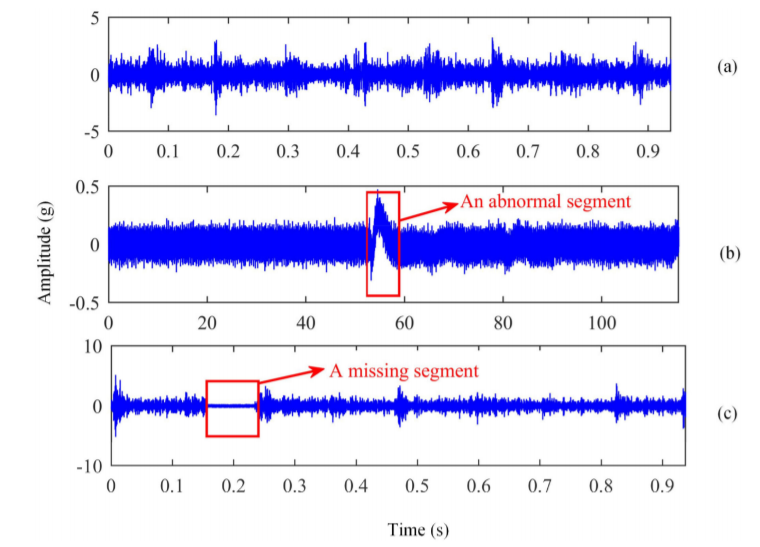 5
0
-5
0 0.1 0.2 0.3 0.4 0.5 0.6 0.7 0.8 0.9
(a)
0.5
0
-0.5
An abnormal segment
0 20 40 60 80 100
(b)
Amplitude (g)
10
0
-10
A missing segment
0 0.1 0.2 0.3 0.4 0.5 0.6 0.7 0.8 0.9
(c)
Time (s)